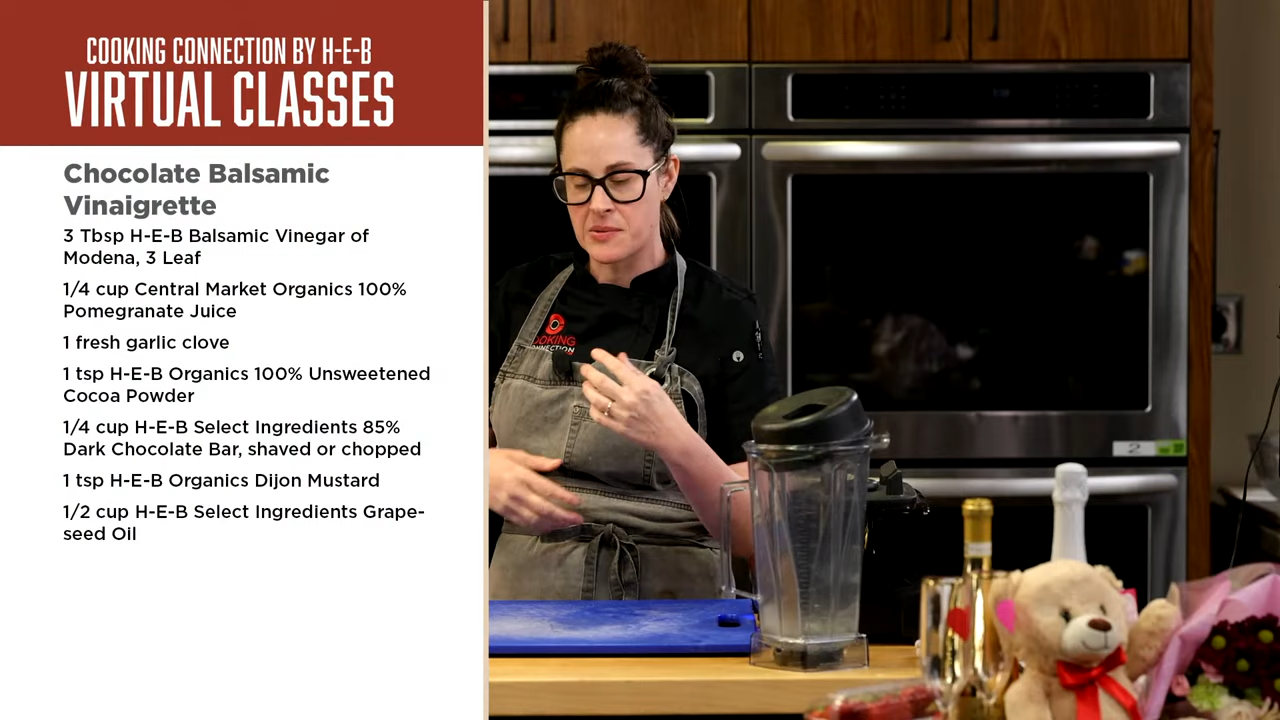 COOKING CONNECTION BY H-E-B
VIRTUAL CLASSES
Chocolate Balsamic
Vinaigrette
3 Tbsp H-E-B Balsamic Vinegar of
Modena, 3 Leaf
1/4 cup Central Market Organics 100%
Pomegranate Juice
1 fresh garlic clove
1 tsp H-E-B Organics 100% Unsweetened
Cocoa Powder
1/4 cup H-E-B Select Ingredients 85%
Dark Chocolate Bar, shaved or chopped
1 tsp H-E-B Organics Dijon Mustard
1/2 cup H-E-B Select Ingredients Grape-
seed Oil
COOKING
CONNECTION
2